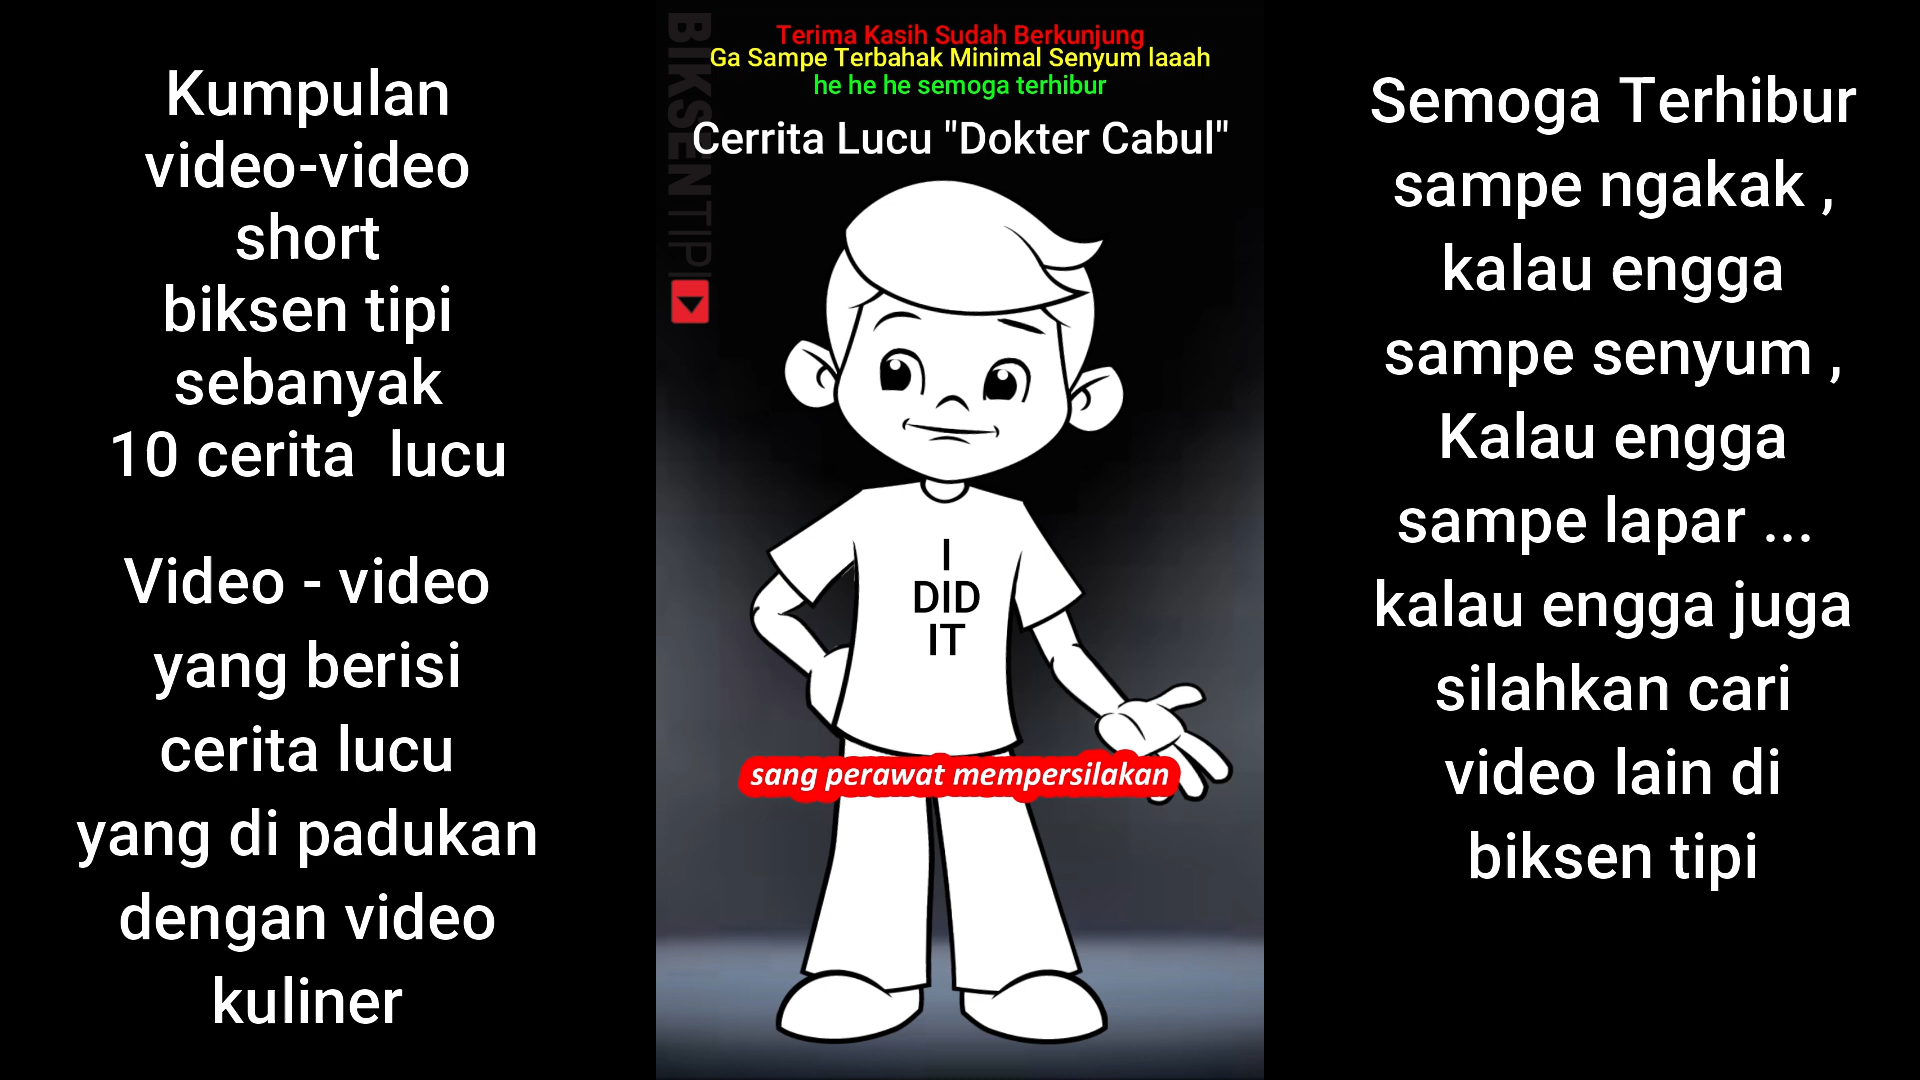 Kumpulan
video-video
short
biksen tipi
sebanyak
10 cerita lucu
Video - video
yang berisi
cerita lucu
yang di padukan
dengan video
kuliner
BIKSENTIPI
Terima Kasih Sudah Berkunjung
Ga Sampe Terbahak Minimal Senyum laaah
he he he semoga terhibur
Cerrita Lucu "Dokter Cabul"
I
DID
IT
sang perawat mempersilakan
Semoga Terhibur
sampe ngakak ,
kalau engga
sampe senyum ,
Kalau engga
sampe lapar ...
kalau engga juga
silahkan cari
video lain di
biksen tipi